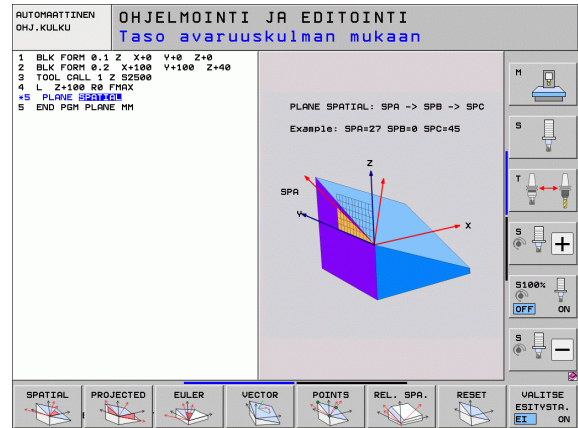 AUTOMAATTINEN
OHJ.KULKU
OHJELMOINTI JA EDITOINTI
Taso avaruuskulman mukaan
1 BLK FORM 0.1 Z X+0 Y+0 Z+0
2 BLK FORM 0.2 X+100 Y+100 Z+40
3 TOOL CALL 1 Z S2500
4 L Z+100 R0 FMAX
*5 PLANE SPATIAL
5 END PGM PLANE MM
PLANE SPATIAL: SPA -> SPB -> SPC
Example: SPA=27 SPB=0 SPC=45
Z
SPA
Y
X
M
S
T
S
S100%
OFF ON
S
SPATIAL
PROJECTED
EULER
VECTOR
POINTS
REL. SPA.
RESET
VALITSE
ESITYSTA.
EI ON